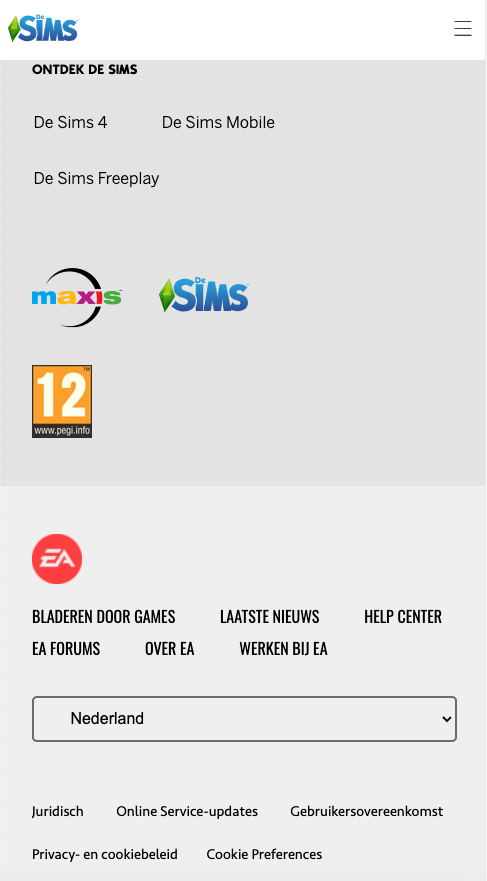 De SiMS
ONTDEK DE SIMS
De Sims 4 De Sims Mobile
De Sims Freeplay
maxis™ De SiMS
12
www.pegi.info
EA
BLADEREN DOOR GAMES LAATSTE NIEUWS HELP CENTER
EA FORUMS OVER EA WERKEN BIJ EA
Nederland
Juridisch Online Service-updates Gebruikersovereenkomst
Privacy- en cookiebeleid Cookie Preferences